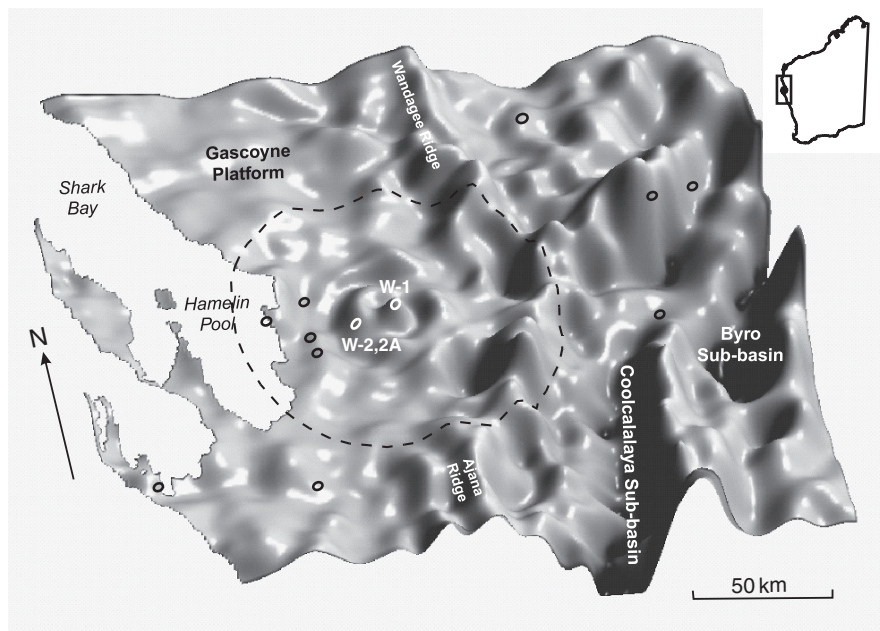 Wandagee Ridge
Gascoyne
Platform
Shark
Bay
W-1
Hamelin
Pool
W-2,2A
N
Byro
Sub-basin
Coolcalalaya Sub-basin
Ajana
Ridge
50 km